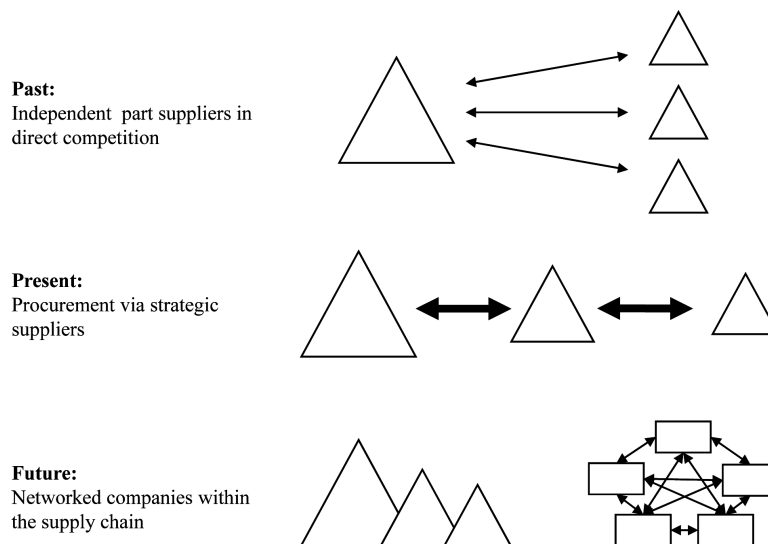 Past:
Independent  part suppliers in
direct competition
Present:
Procurement via strategic
suppliers
Future:
Networked companies within
the supply chain